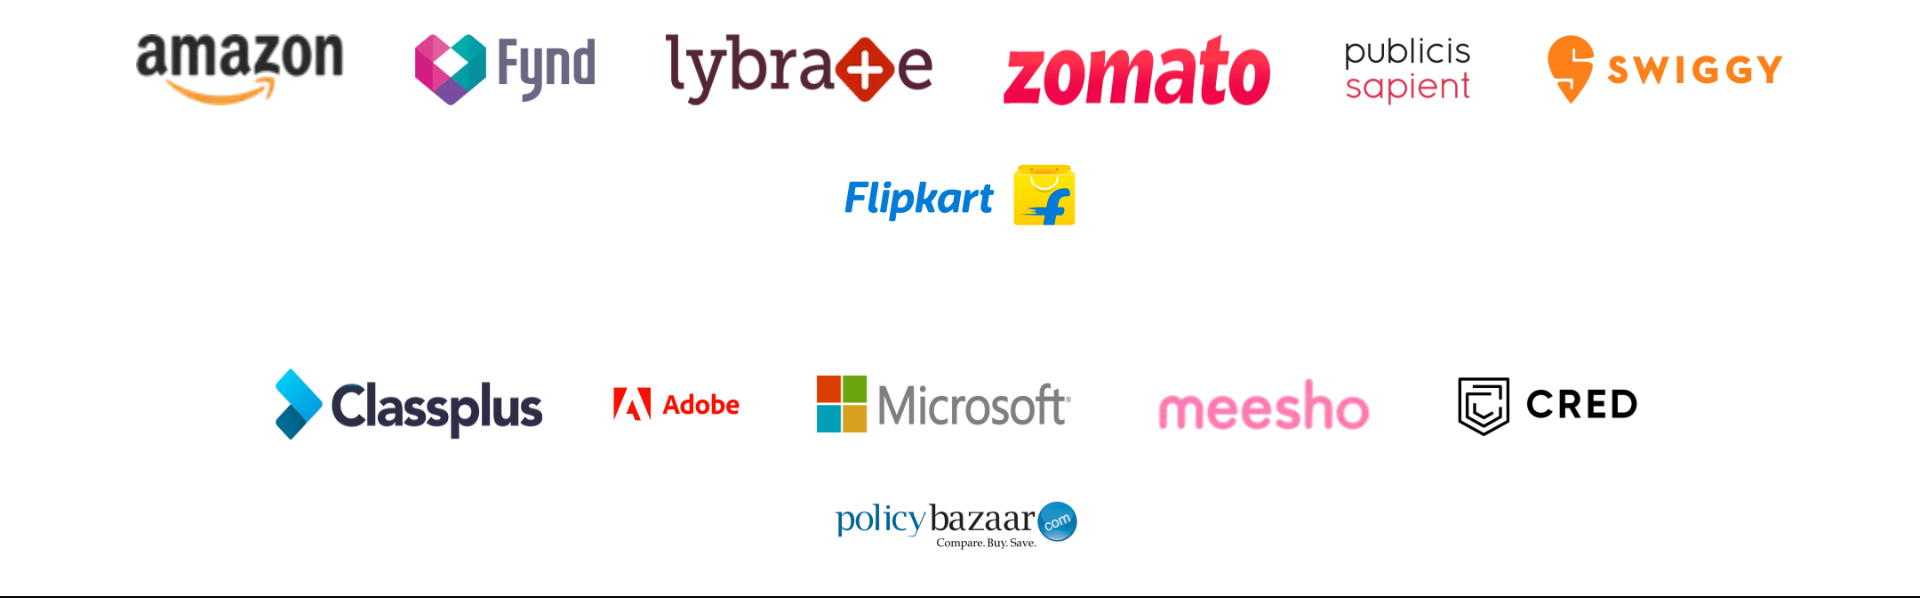 amazon
Fynd
lybrate
zomato
publicis
sapient
SWIGGY
Flipkart
Classplus
Adobe
Microsoft®
meesho
CRED
policybazaar.com
Compare. Buy. Save.